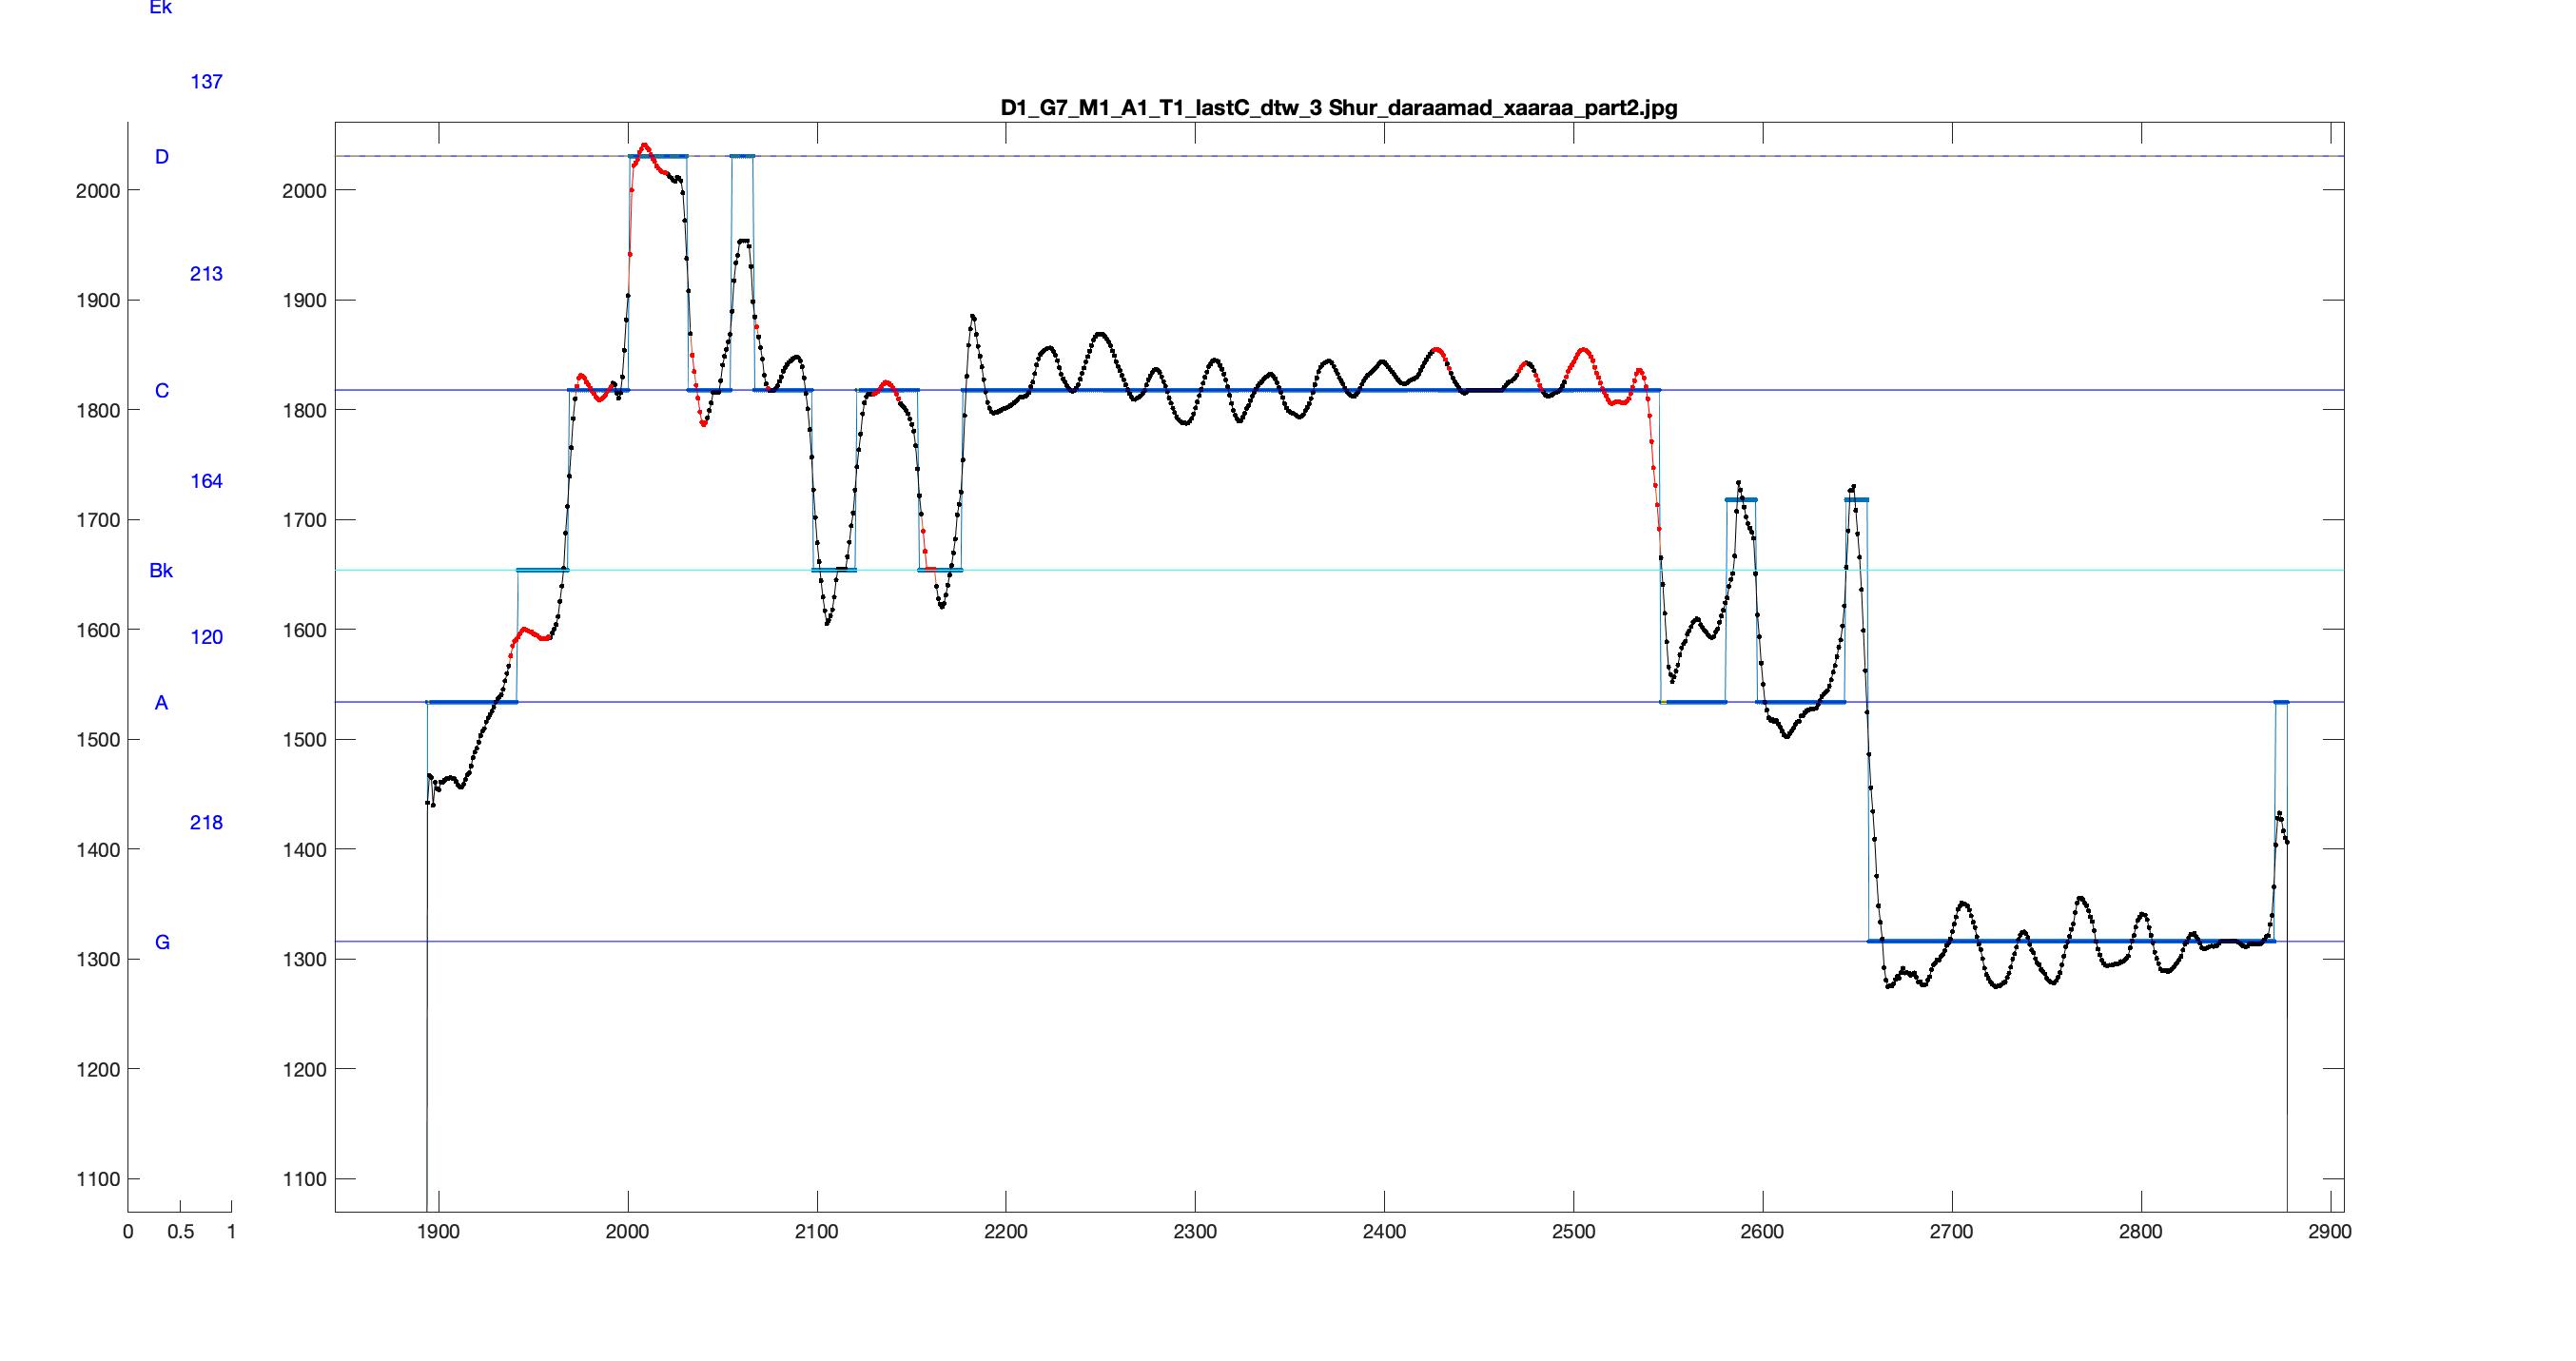 Ek
137
D1_G7_M1_A1_T1_lastC_dtw_3 Shur_daraamad_xaaraa_part2.jpg
D
2000 2000
213
1900 1900
C
1800 1800
164
1700 1700
Bk
1600 120 1600
A
1500 1500
218
1400 1400
G
1300 1300
1200 1200
1100 1100
0 0.5 1 1900 2000 2100 2200 2300 2400 2500 2600 2700 2800 2900